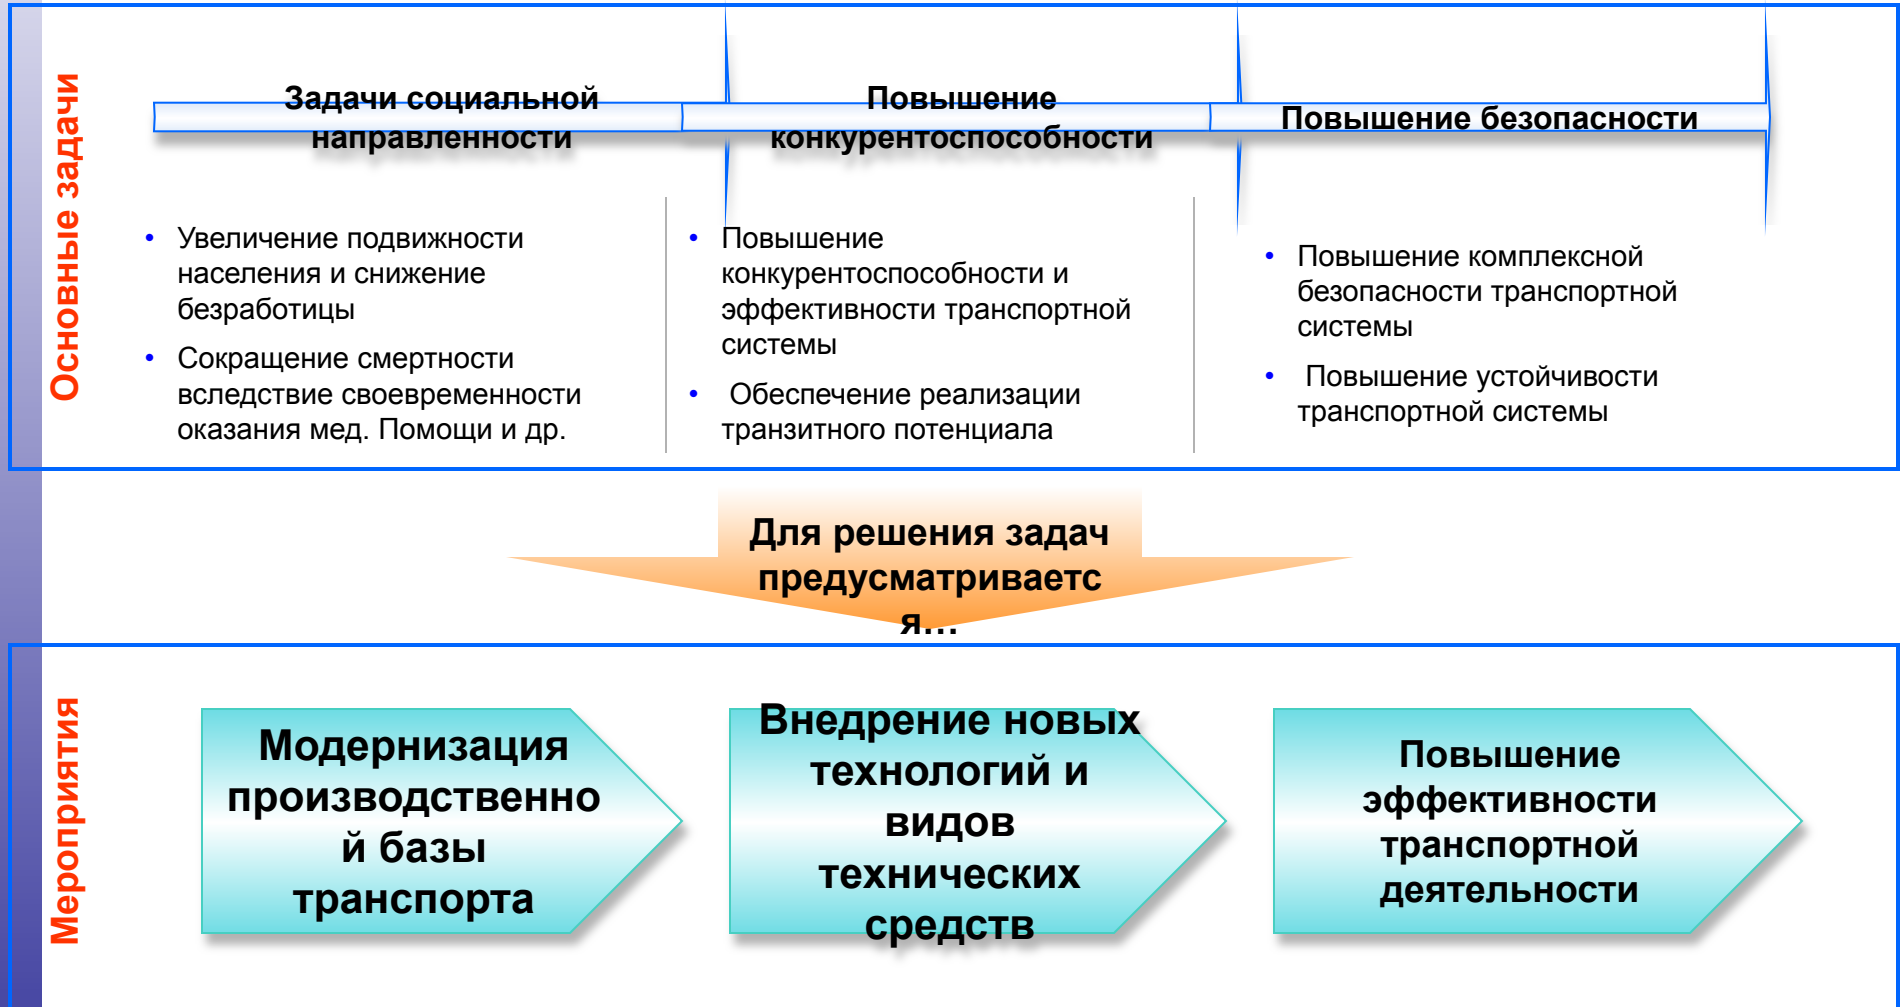 Основные задачи
Задачи социальной
направленности
Повышение
конкурентоспособности
Повышение безопасности
• Увеличение подвижности
населения и снижение
безработицы
• Сокращение смертности
вследствие своевременности
оказания мед. Помощи и др.
• Повышение
конкурентоспособности и
эффективности транспортной
системы
• Обеспечение реализации
транзитного потенциала
• Повышение комплексной
безопасности транспортной
системы
• Повышение устойчивости
транспортной системы
Для решения задач
предусматриваетс
я...
Мероприятия
Модернизация
производственно
й базы
транспорта
Внедрение новых
технологий и
видов
технических
средств
Повышение
эффективности
транспортной
деятельности